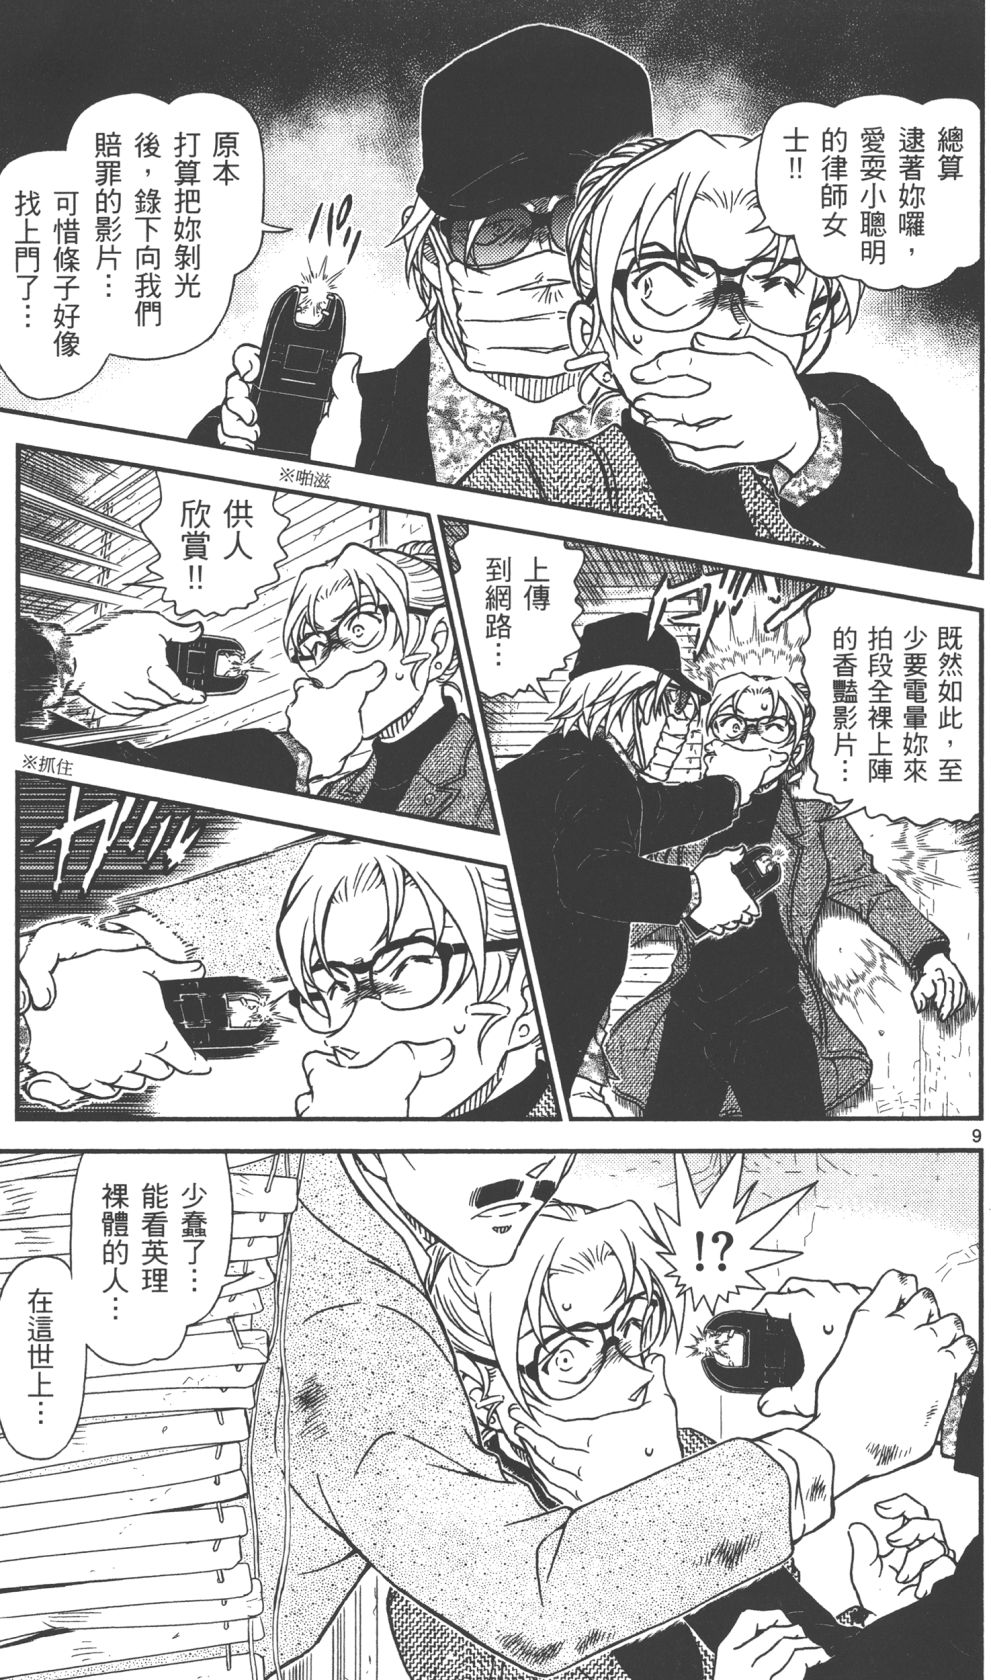 總算
逮著妳囉，
愛耍小聰明
的律師女
士!!
原本
打算把妳剝光
後，錄下向我們
賠罪的影片…
可惜條子好像
找上門了…
※啪滋
既然如此，至
少要電暈妳來
拍段全裸上陣
的香豔影片…
上傳
到網路…
供人
欣賞!!
※抓住
ガシッ
9
!?
少蠢了…
能看英理
裸體的人…
在這世上…